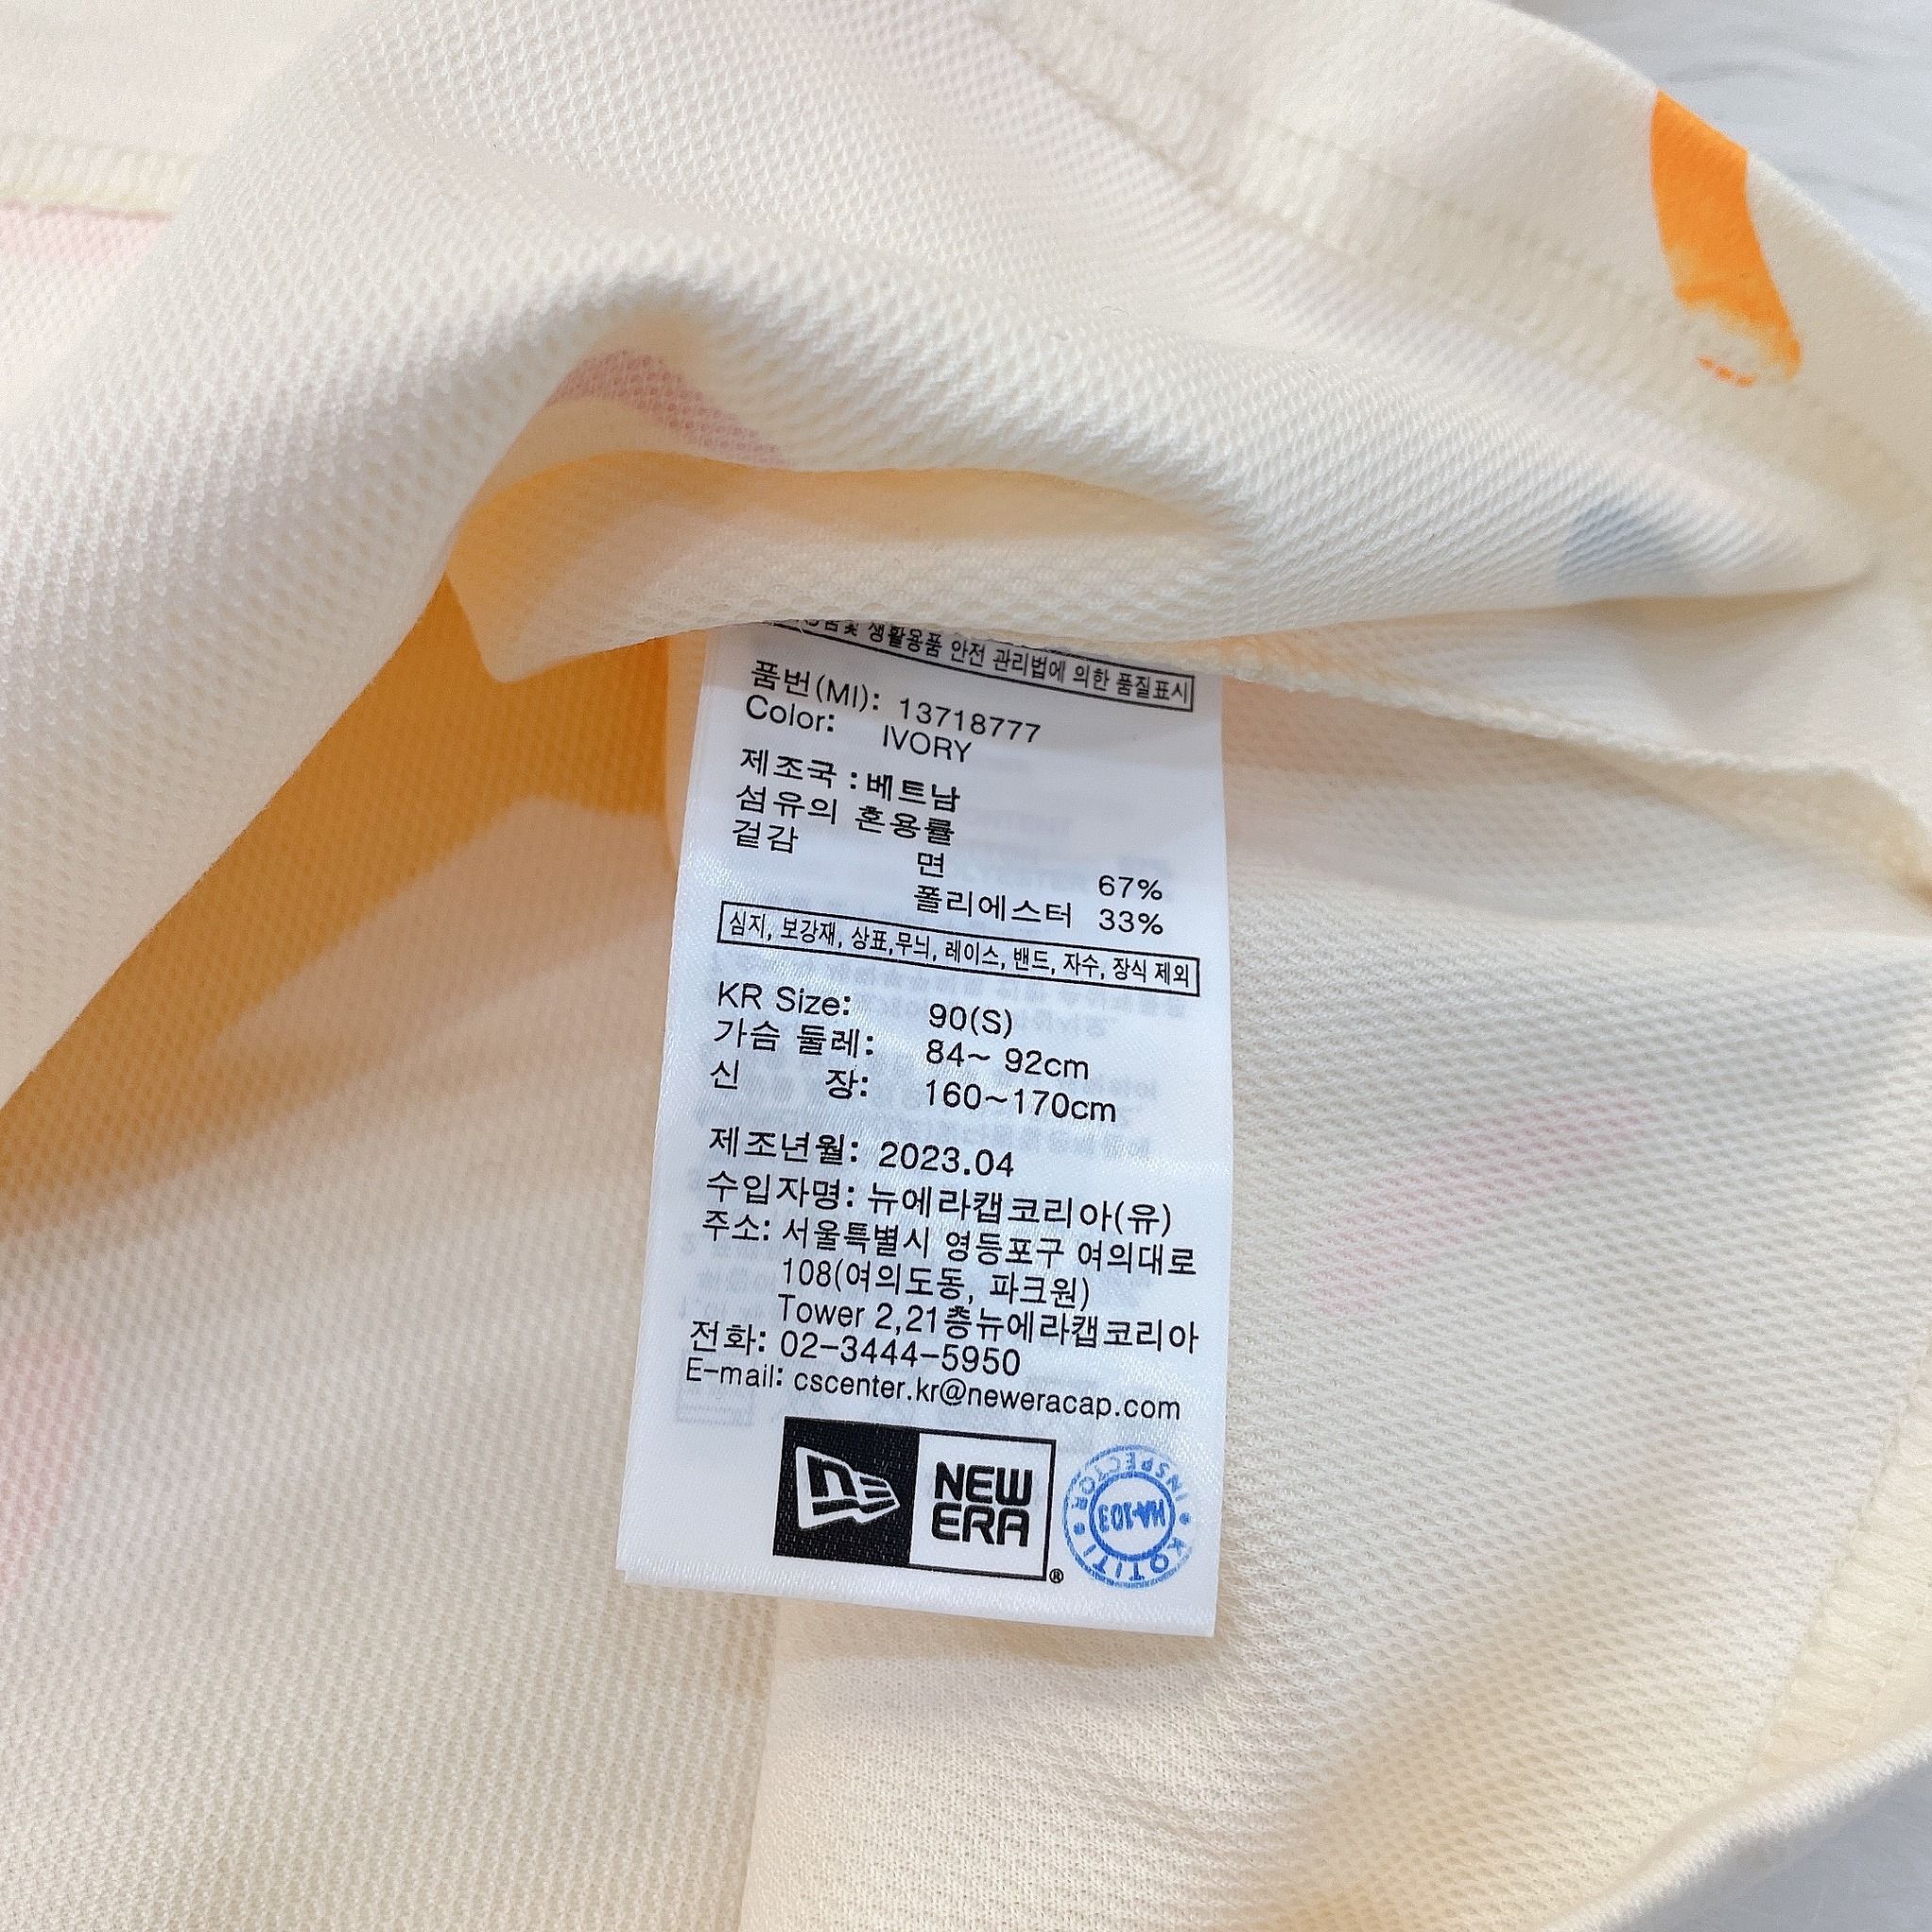 생활용품 안전 관리법에 의한 품질표시
품번(MI): 13718777
Color: IVORY
제조국 : 베트남
섬유의 혼용률
겉감 면 67%
폴리에스터 33%
심지, 보강재, 상표,무늬, 레이스, 밴드, 자수, 장식 제외
KR Size: 90(S)
가슴 둘레: 84~ 92cm
신 장: 160~170cm
제조년월: 2023.04
수입자명: 뉴에라캡코리아(유)
주소: 서울특별시 영등포구 여의대로
108(여의도동, 파크원)
Tower 2,21층뉴에라캡코리아
전화: 02-3444-5950
E-mail: cscenter.kr@neweracap.com
NEW
ERA
®
INSPECTOR
KOTITI